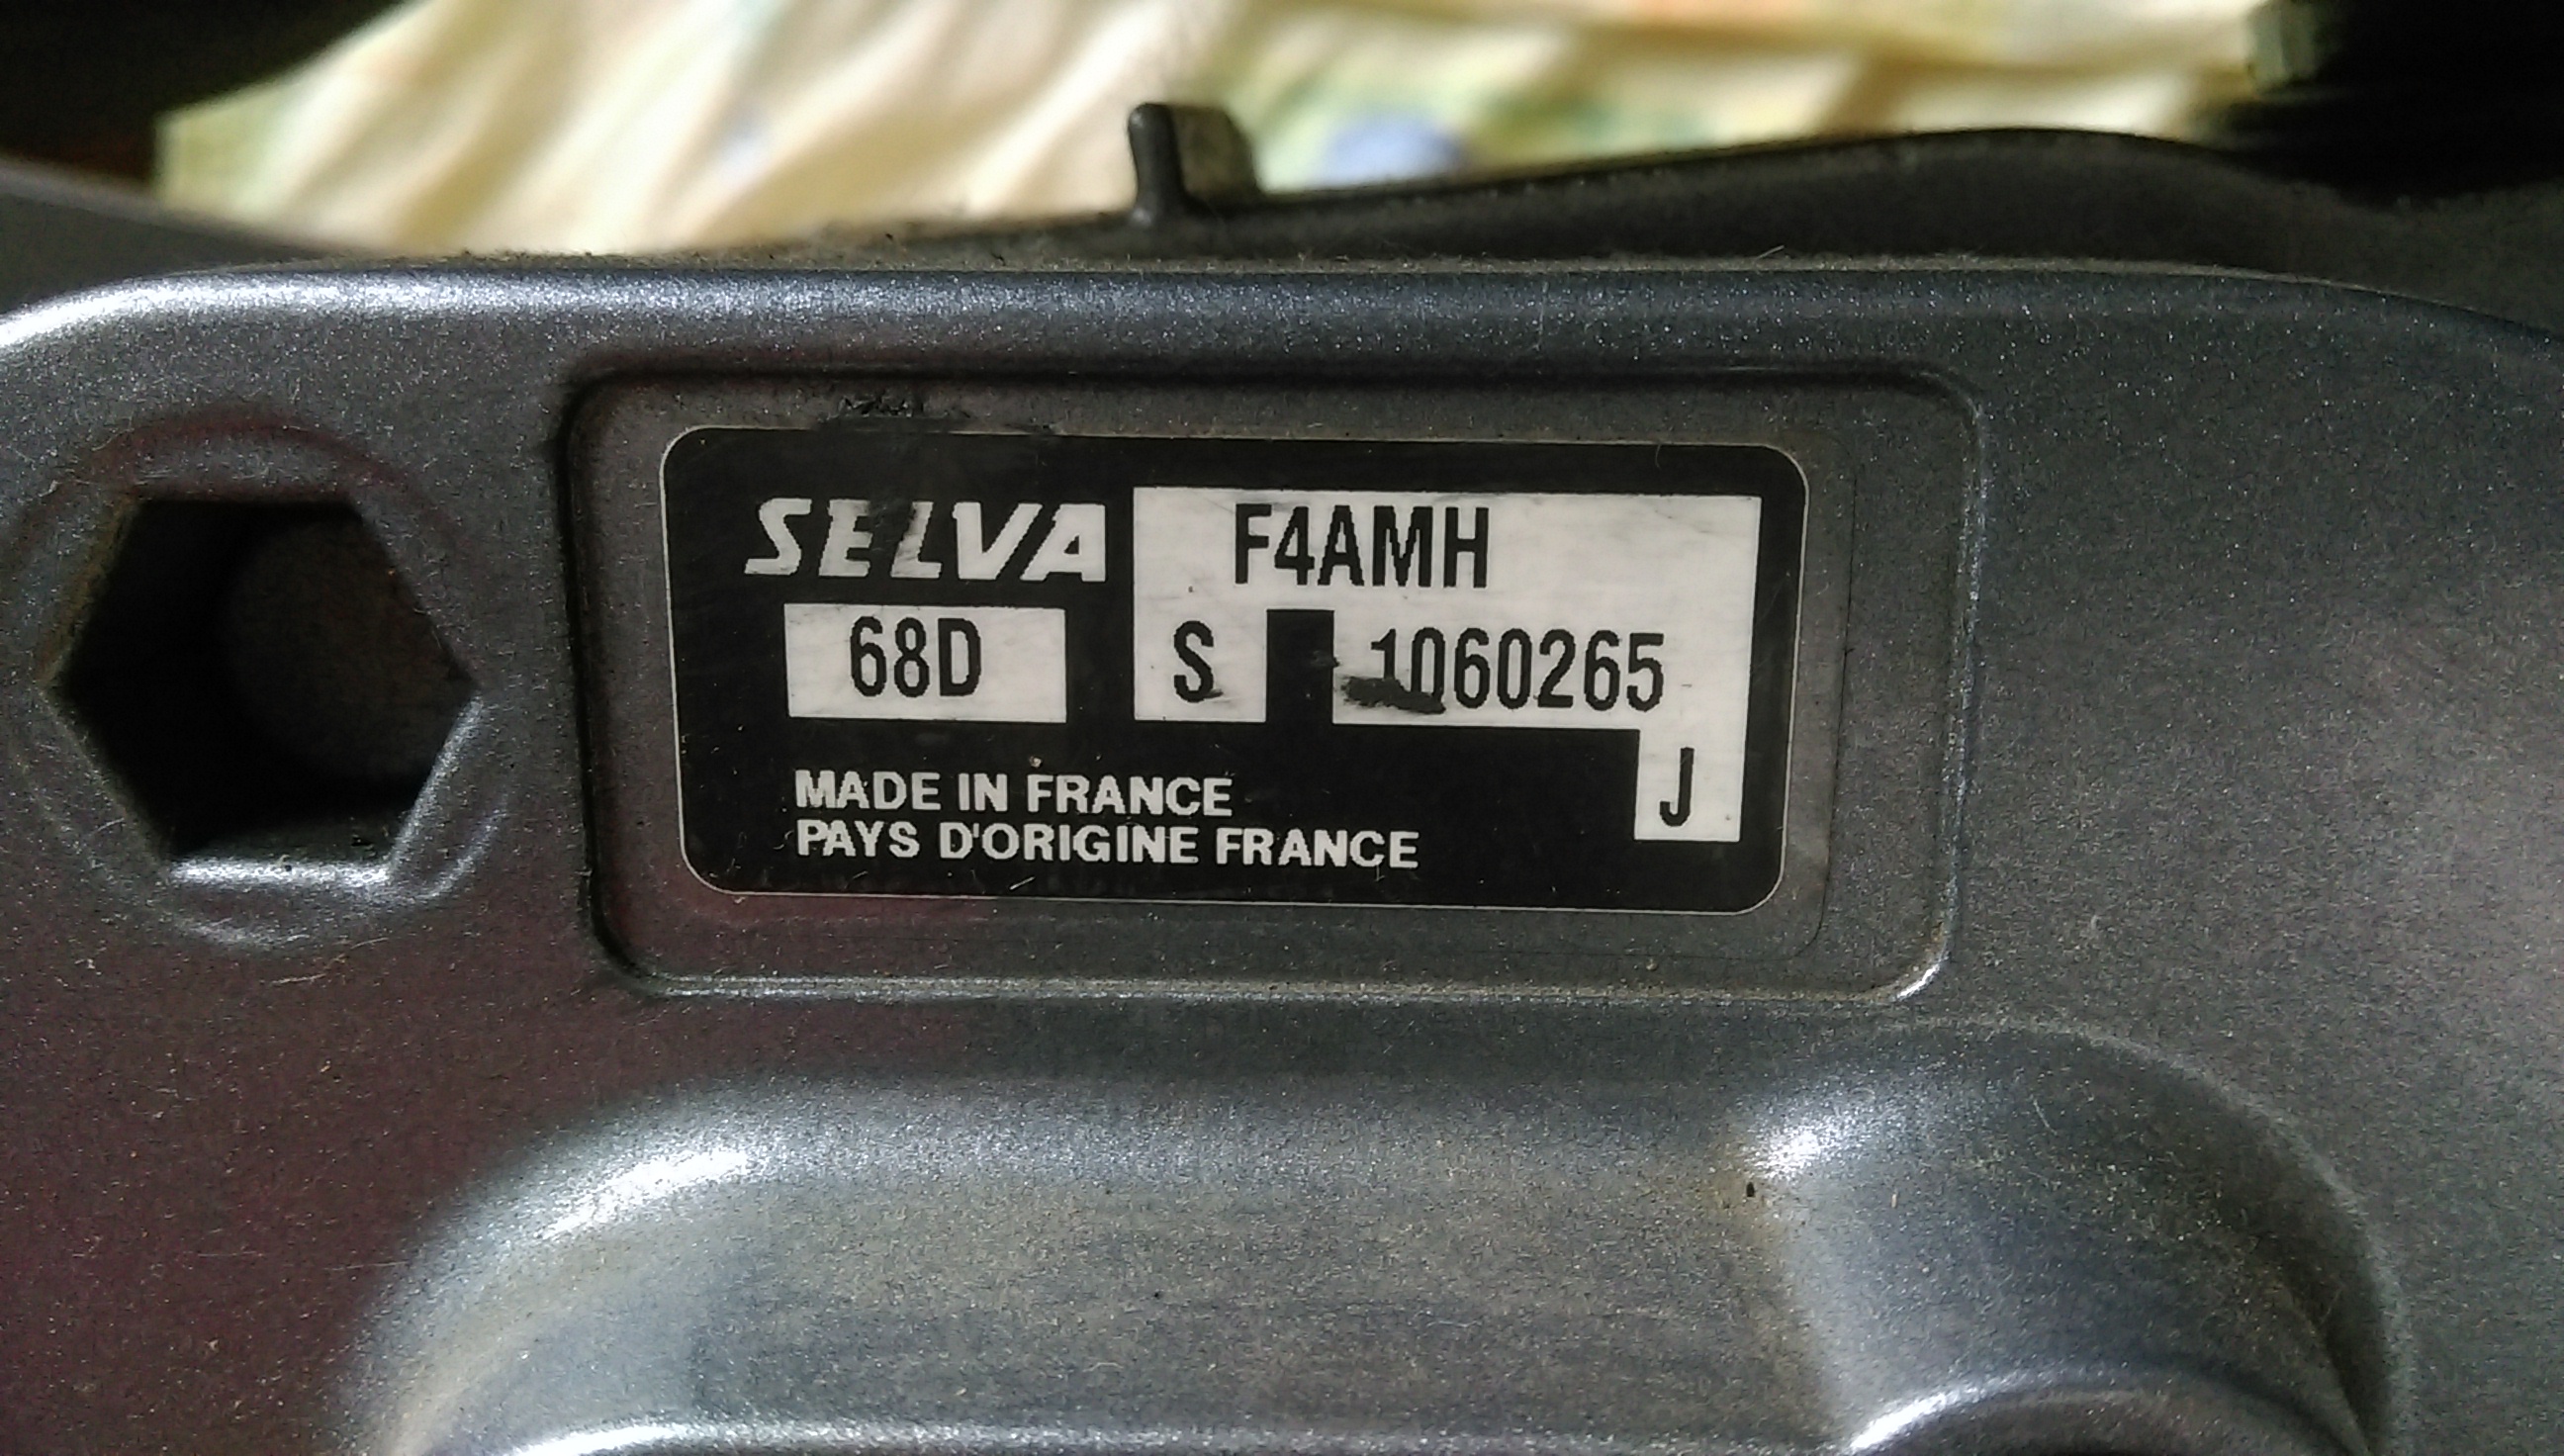 SELVA F4AMH
68D S 1060265
J
MADE IN FRANCE
PAYS D'ORIGINE FRANCE